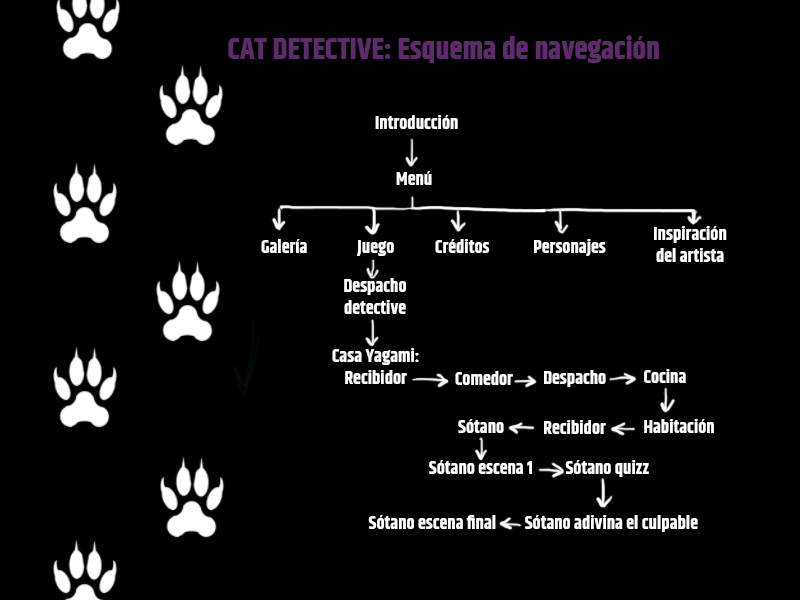 CAT DETECTIVE: Esquema de navegación
Introducción
Menú
Galería
Juego
Créditos
Personajes
Inspiración
del artista
Despacho
detective
Casa Yagami:
Recibidor
Comedor
Despacho
Cocina
Habitación
Recibidor
Sótano
Sótano escena 1
Sótano quizz
Sótano adivina el culpable
Sótano escena final